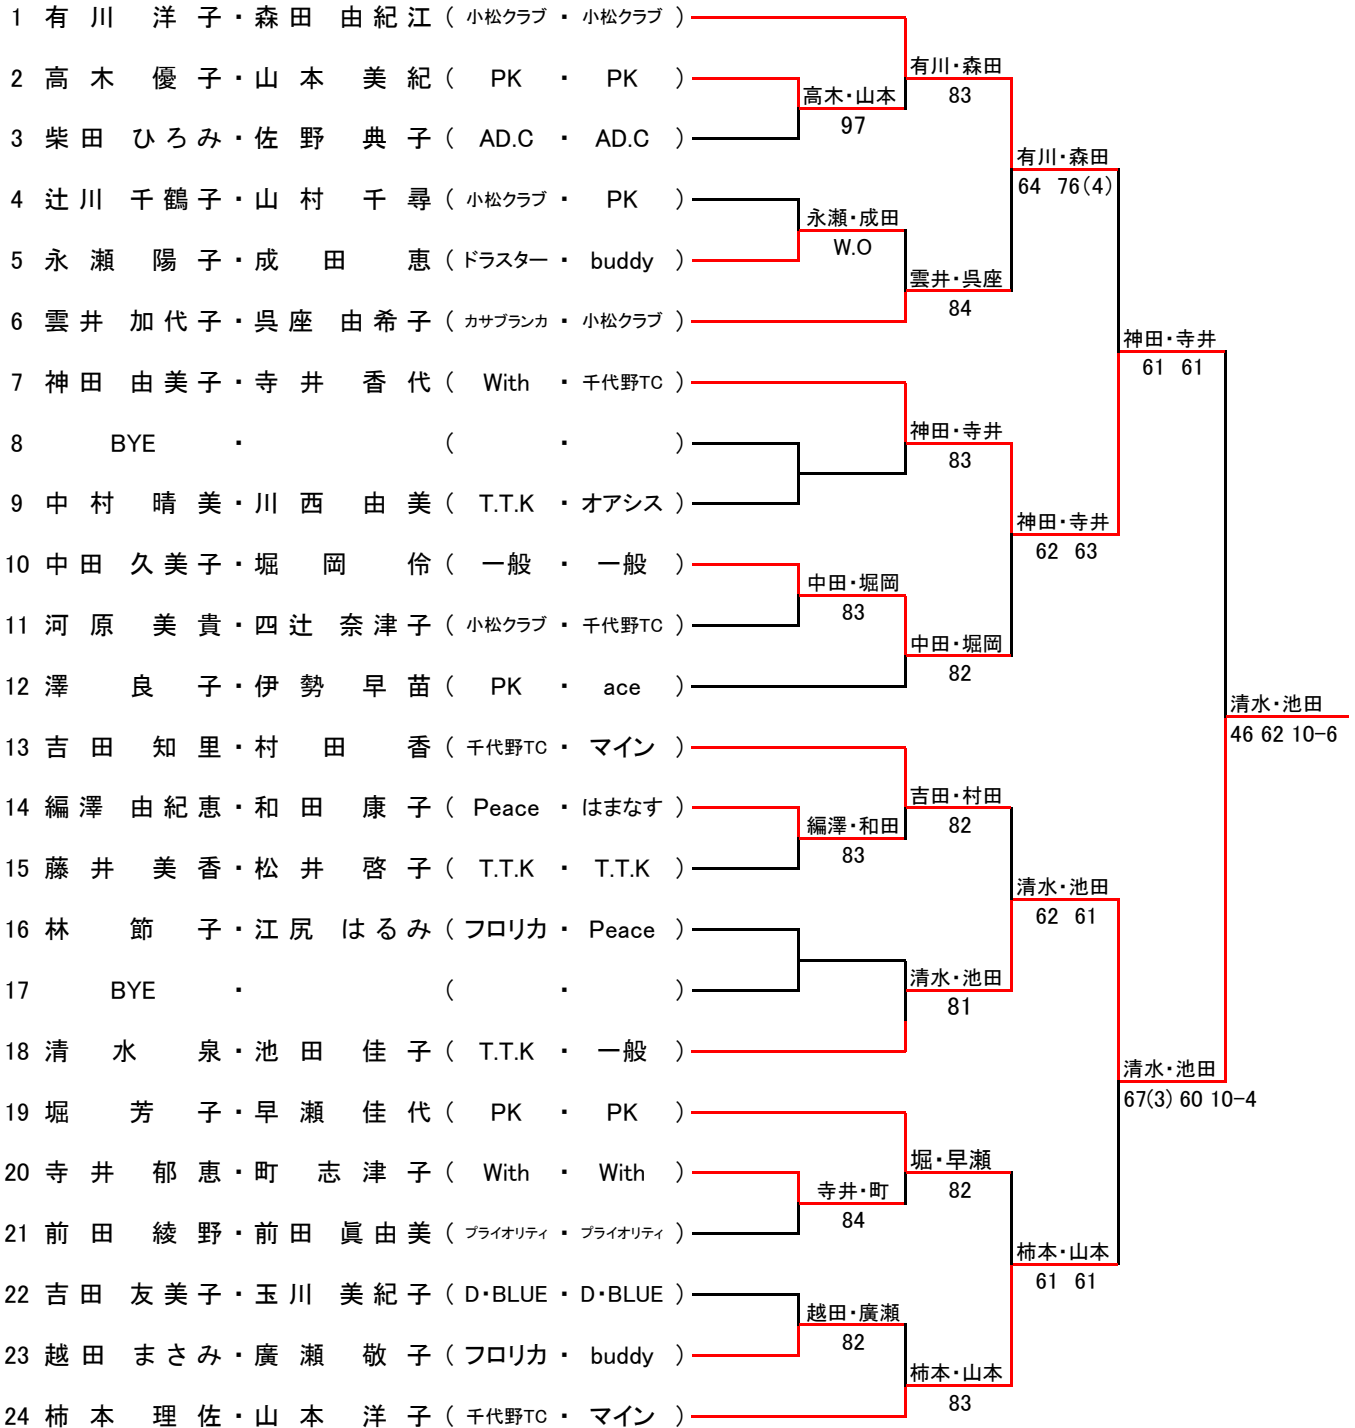 1 有川 洋子・森田 由紀江 ( 小松クラブ ・ 小松クラブ )
有川・森田
2 高木 優子・山本 美紀 ( PK ・ PK )
高木・山本
83
97
3 柴田 ひろみ・佐野 典子 ( AD.C ・ AD.C )
有川・森田
64 76(4)
4 辻川 千鶴子・山村 千尋 ( 小松クラブ ・ PK )
永瀬・成田
W.O
5 永瀬 陽子・成田 恵 ( ドラスター ・ buddy )
雲井・呉座
84
6 雲井 加代子・呉座 由希子 ( カサブランカ ・ 小松クラブ )
神田・寺井
61 61
7 神田 由美子・寺井 香代 ( With ・ 千代野TC )
神田・寺井
8 BYE ・ ( ・ )
83
9 中村 晴美・川西 由美 ( T.T.K ・ オアシス )
神田・寺井
62 63
10 中田 久美子・堀岡 伶 ( 一般 ・ 一般 )
中田・堀岡
83
11 河原 美貴・四辻 奈津子 ( 小松クラブ ・ 千代野TC )
中田・堀岡
82
12 澤 良子・伊勢 早苗 ( PK ・ ace )
清水・池田
46 62 10-6
13 吉田 知里・村田 香 ( 千代野TC ・ マイン )
吉田・村田
14 編澤 由紀恵・和田 康子 ( Peace ・ はまなす )
編澤・和田
82
83
15 藤井 美香・松井 啓子 ( T.T.K ・ T.T.K )
清水・池田
62 61
16 林 節子・江尻 はるみ ( フロリカ ・ Peace )
清水・池田
17 BYE ・ ( ・ )
81
18 清水 泉・池田 佳子 ( T.T.K ・ 一般 )
清水・池田
67(3) 60 10-4
19 堀 芳子・早瀬 佳代 ( PK ・ PK )
堀・早瀬
20 寺井 郁恵・町 志津子 ( With ・ With )
寺井・町
82
84
21 前田 綾野・前田 眞由美 ( プライオリティ ・ プライオリティ )
柿本・山本
61 61
22 吉田 友美子・玉川 美紀子 ( D・BLUE ・ D・BLUE )
越田・廣瀬
82
23 越田 まさみ・廣瀬 敬子 ( フロリカ ・ buddy )
柿本・山本
83
24 柿本 理佐・山本 洋子 ( 千代野TC ・ マイン )